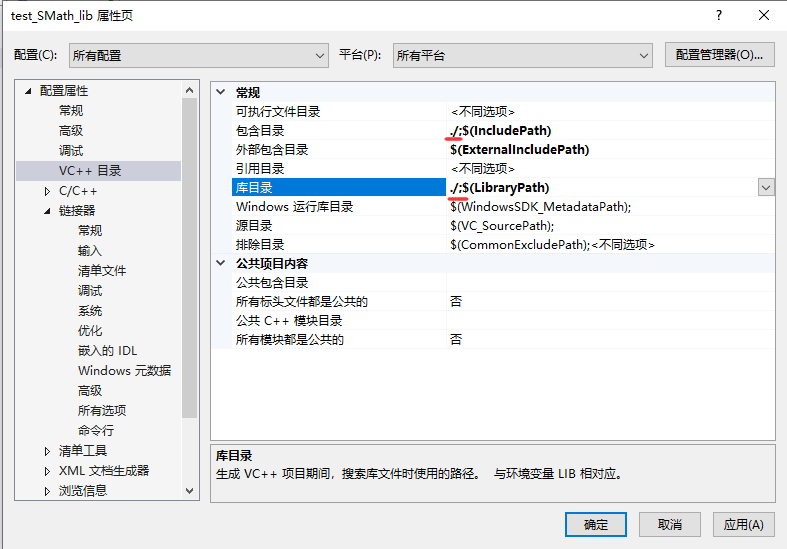 test_SMath_lib 属性页
配置(C): 所有配置 平台(P): 所有平台 配置管理器(O)...
配置属性
常规
高级
调试
VC++ 目录
C/C++
链接器
常规
输入
清单文件
调试
系统
优化
嵌入的 IDL
Windows 元数据
高级
所有选项
命令行
清单工具
XML 文档生成器
浏览信息
常规
可执行文件目录 <不同选项>
包含目录 ./;$(IncludePath)
外部包含目录 $(ExternalIncludePath)
引用目录 <不同选项>
库目录 ./;$(LibraryPath)
Windows 运行库目录 $(WindowsSDK_MetadataPath);
源目录 $(VC_SourcePath);
排除目录 $(CommonExcludePath);<不同选项>
公共项目内容
公共包含目录
所有标头文件都是公共的 否
公共 C++ 模块目录
所有模块都是公共的 否
库目录
生成 VC++ 项目期间，搜索库文件时使用的路径。 与环境变量 LIB 相对应。
确定 取消 应用(A)